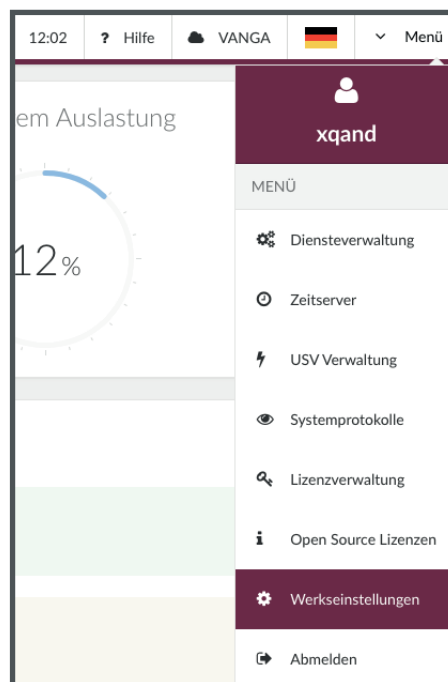 12:02 ? Hilfe VANGA Menü
em Auslastung
12%
xqand
MENÜ
Diensteverwaltung
Zeitserver
USV Verwaltung
Systemprotokolle
Lizenzverwaltung
Open Source Lizenzen
Werkseinstellungen
Abmelden